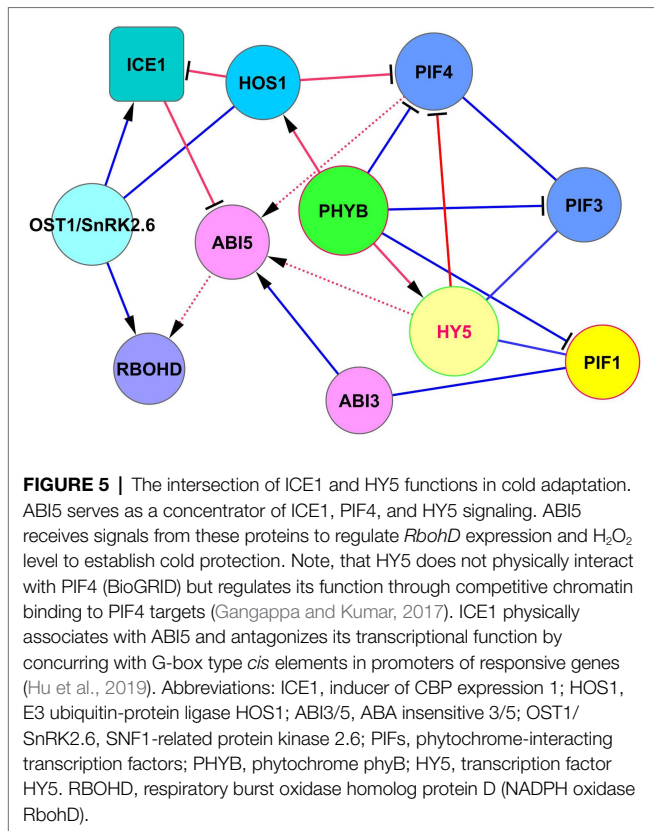 ICE1
HOS1
PIF4
OST1/SnRK2.6
ABI5
PHYB
PIF3
RBOHD
HY5
PIF1
ABI3
FIGURE 5 | The intersection of ICE1 and HY5 functions in cold adaptation.
ABI5 serves as a concentrator of ICE1, PIF4, and HY5 signaling. ABI5
receives signals from these proteins to regulate RbohD expression and H₂O₂
level to establish cold protection. Note, that HY5 does not physically interact
with PIF4 (BioGRID) but regulates its function through competitive chromatin
binding to PIF4 targets (Gangappa and Kumar, 2017). ICE1 physically
associates with ABI5 and antagonizes its transcriptional function by
concurring with G-box type cis elements in promoters of responsive genes
(Hu et al., 2019). Abbreviations: ICE1, inducer of CBP expression 1; HOS1,
E3 ubiquitin-protein ligase HOS1; ABI3/5, ABA insensitive 3/5; OST1/
SnRK2.6, SNF1-related protein kinase 2.6; PIFs, phytochrome-interacting
transcription factors; PHYB, phytochrome phyB; HY5, transcription factor
HY5. RBOHD, respiratory burst oxidase homolog protein D (NADPH oxidase
RbohD).